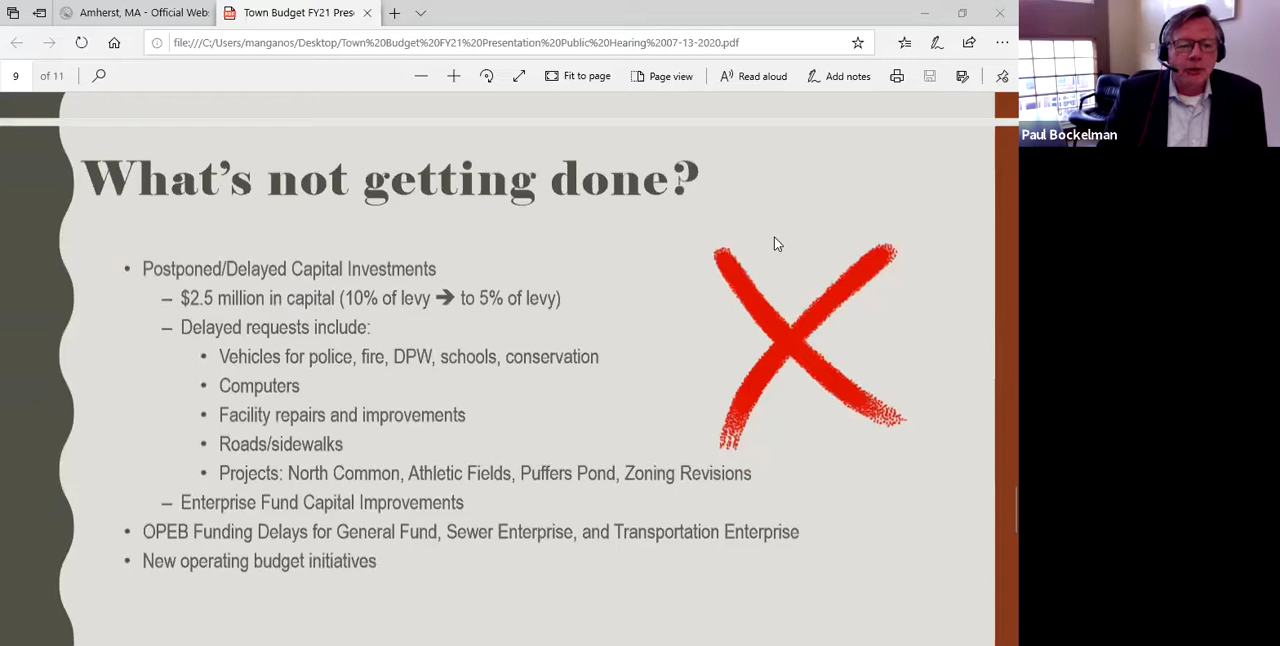 Amherst, MA - Official Webs
Town Budget FY21 Pres
file:///C:/Users/manganos/Desktop/Town%20Budget%20FY21%20Presentation%20Public%20Hearing%2007-13-2020.pdf
9 of 11
Fit to page
Page view
Read aloud
Add notes
Paul Bockelman
What's not getting done?
• Postponed/Delayed Capital Investments
– $2.5 million in capital (10% of levy ➔ to 5% of levy)
– Delayed requests include:
• Vehicles for police, fire, DPW, schools, conservation
• Computers
• Facility repairs and improvements
• Roads/sidewalks
• Projects: North Common, Athletic Fields, Puffers Pond, Zoning Revisions
– Enterprise Fund Capital Improvements
• OPEB Funding Delays for General Fund, Sewer Enterprise, and Transportation Enterprise
• New operating budget initiatives